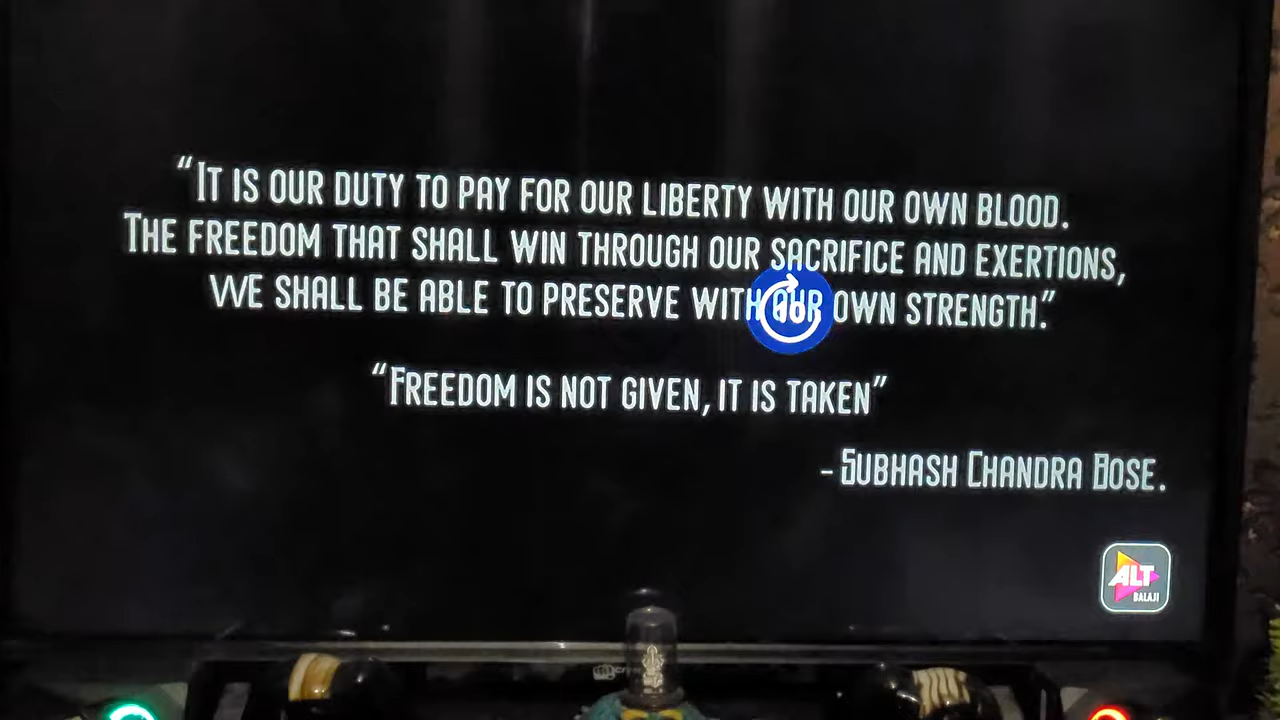 “It is our duty to pay for our liberty with our own blood.
The freedom that shall win through our sacrifice and exertions,
we shall be able to preserve with our own strength.”
“Freedom is not given, it is taken”
- Subhash Chandra Bose.
10
ALT
BALAJI